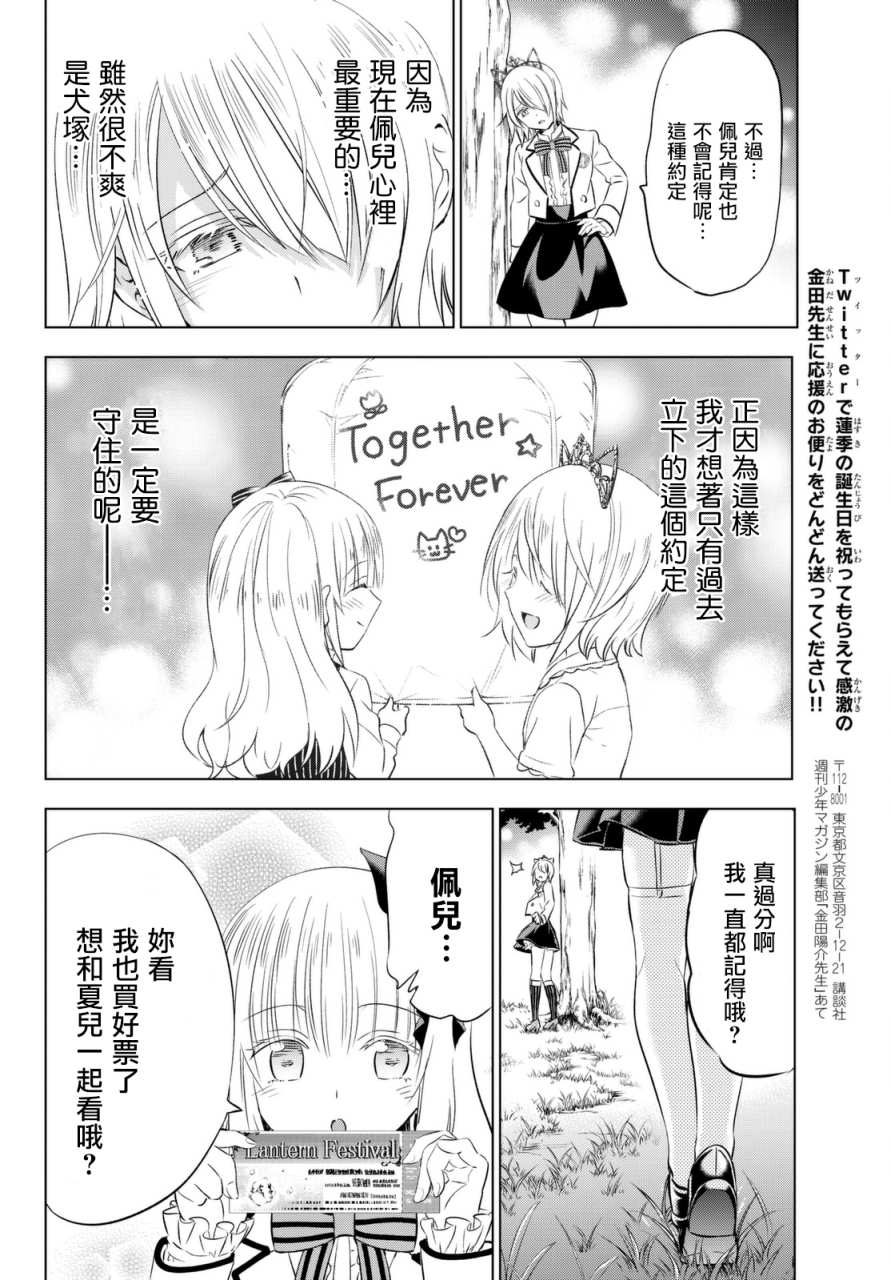 不過…
佩兒肯定也
不會記得呢…
這種約定
因為
現在佩兒心裡
最重要的…
雖然很不爽
是犬塚…
正因為這樣
我才想著只有過去
立下的這個約定
Together
Forever
是一定要
守住的呢——…
真過分啊
我一直都記得哦?
佩兒…
妳看
我也買好票了
想和夏兒一起看哦?
Lantern Festival
Twitterで蓮季の誕生日を祝ってもらえて感激の
金田先生に応援のお便りをどんどん送ってください!!
〒112-8001 東京都文京区音羽2-12-21 講談社
週刊少年マガジン編集部「金田陽介先生」あて